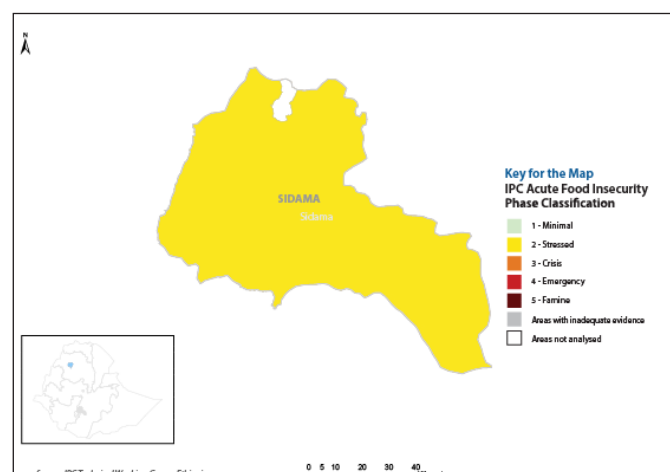 N
SIDAMA
Sidama
Key for the Map
IPC Acute Food Insecurity
Phase Classification
1 - Minimal
2 - Stressed
3 - Crisis
4 - Emergency
5 - Famine
Areas with inadequate evidence
Areas not analysed
0 5 10 20 30 40